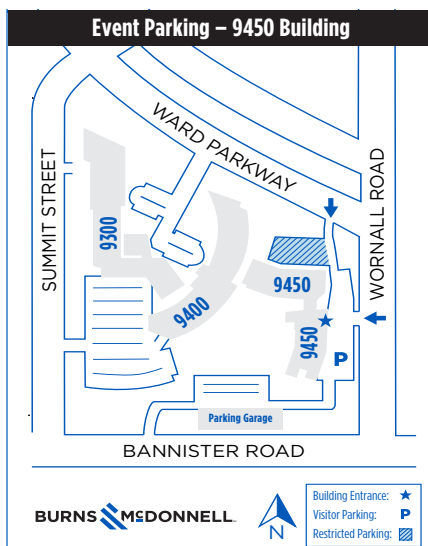 Event Parking – 9450 Building
WARD PARKWAY
SUMMIT STREET
WORNALL ROAD
9300
9400
9450
9450
P
Parking Garage
BANNISTER ROAD
BURNS McDONNELL
N
Building Entrance: ★
Visitor Parking: P
Restricted Parking: